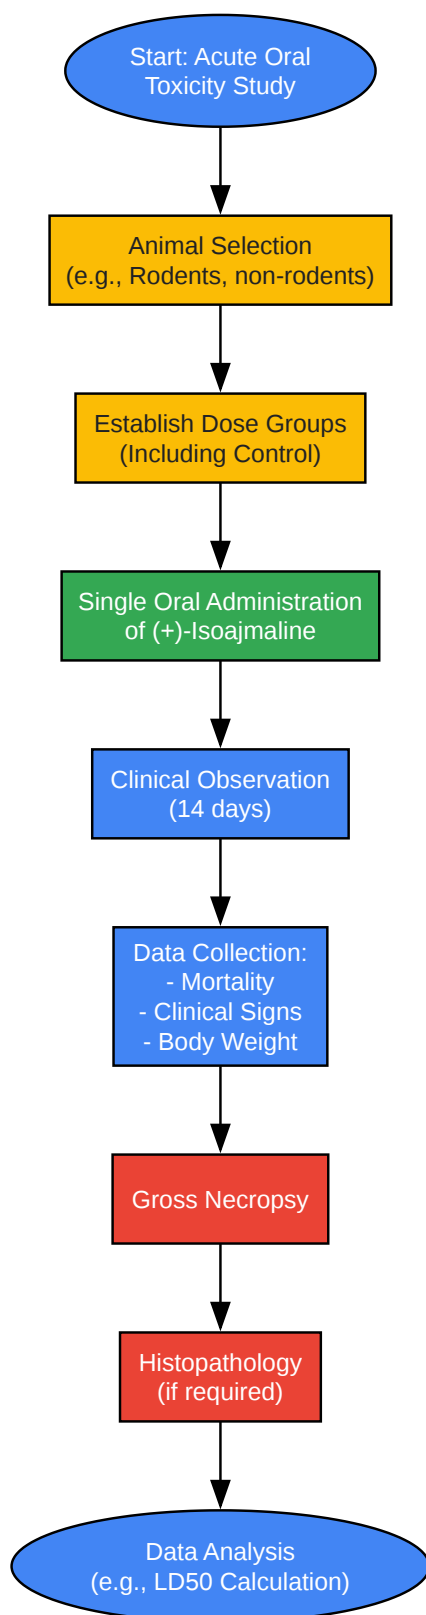 Start: Acute Oral
Toxicity Study
Animal Selection
(e.g., Rodents, non-rodents)
Establish Dose Groups
(Including Control)
Single Oral Administration
of (+)-Isoajmaline
Clinical Observation
(14 days)
Data Collection:
- Mortality
- Clinical Signs
- Body Weight
Gross Necropsy
Histopathology
(if required)
Data Analysis
(e.g., LD50 Calculation)